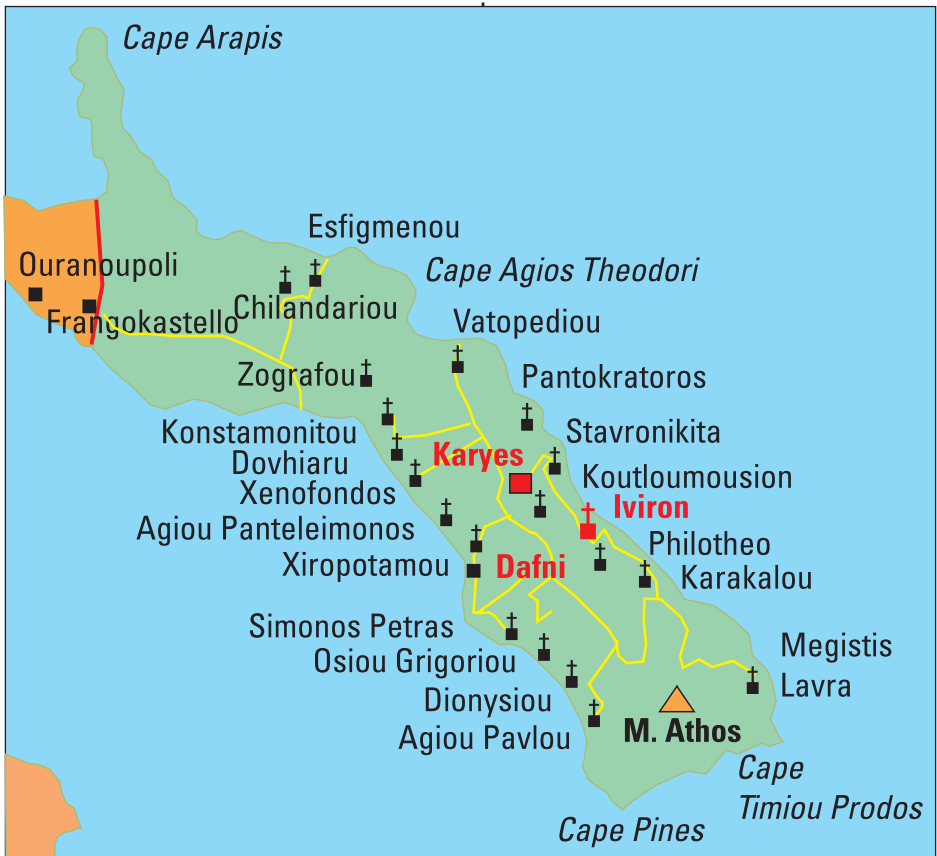 Cape Arapis
Esfigmenou
Ouranoupoli
Cape Agios Theodori
Chilandariou
Frangokastello
Vatopediou
Zografou
Pantokratoros
Konstamonitou
Stavronikita
Karyes
Dovhiaru
Koutloumousion
Xenofondos
Iviron
Agiou Panteleimonos
Philotheo
Xiropotamou
Dafni
Karakalou
Simonos Petras
Osiou Grigoriou
Megistis
Lavra
Dionysiou
Agiou Pavlou
M. Athos
Cape
Timiou Prodos
Cape Pines